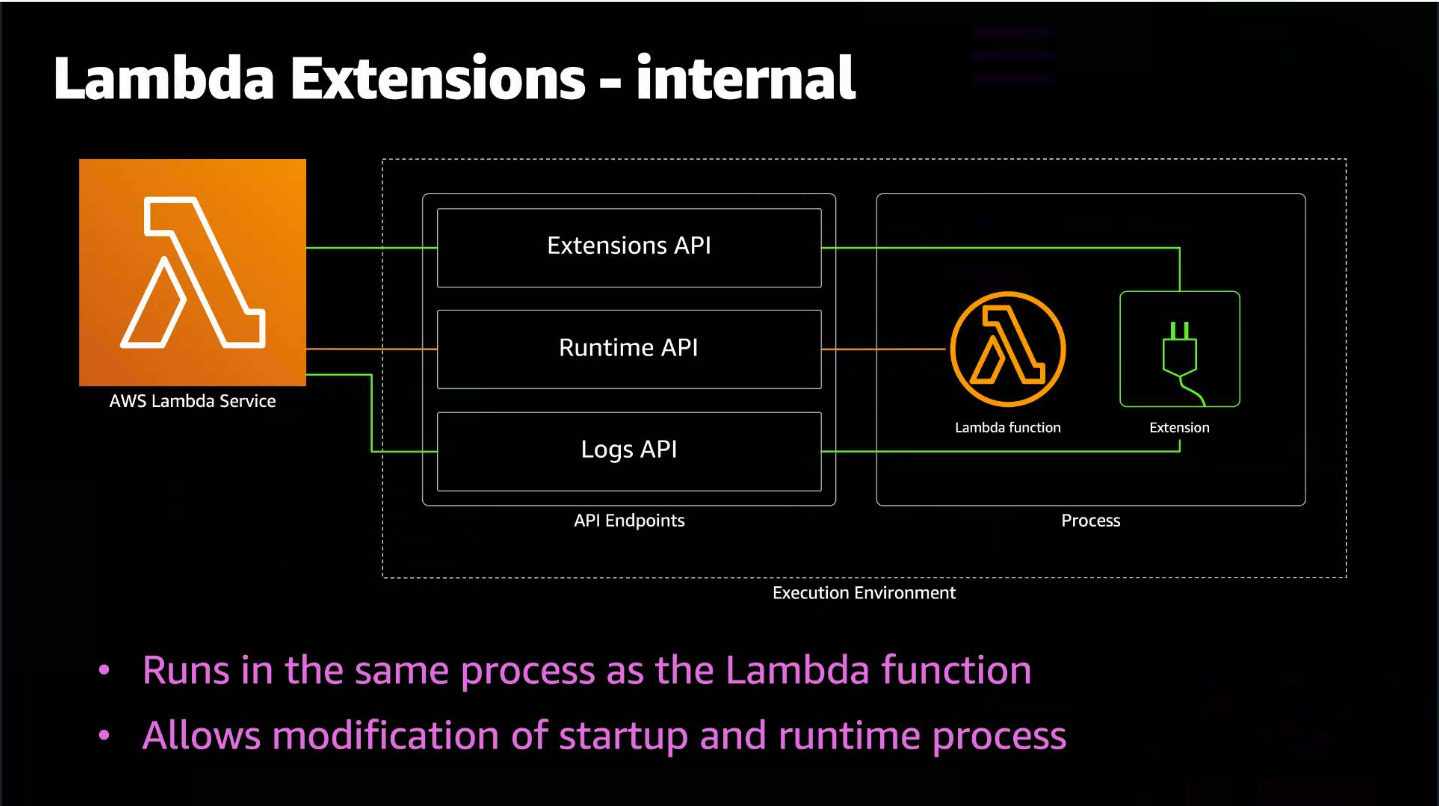 Lambda Extensions - internal
Extensions API
Runtime API
AWS Lambda Service
Lambda function
Extension
Logs API
API Endpoints
Process
Execution Environment
• Runs in the same process as the Lambda function
• Allows modification of startup and runtime process